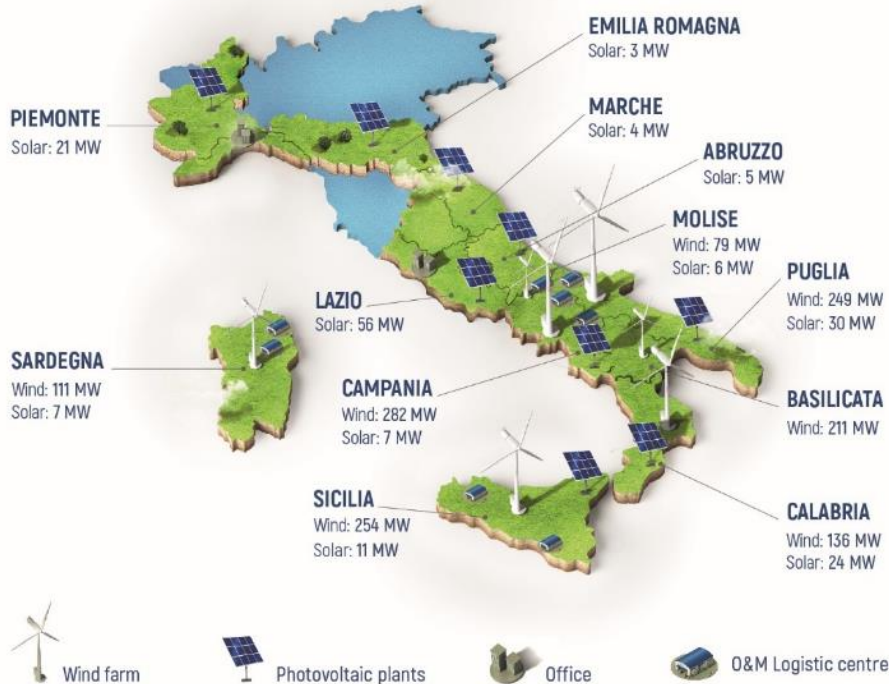 EMILIA ROMAGNA
Solar: 3 MW
MARCHE
Solar: 4 MW
PIEMONTE
Solar: 21 MW
ABRUZZO
Solar: 5 MW
MOLISE
Wind: 79 MW
Solar: 6 MW
PUGLIA
Wind: 249 MW
Solar: 30 MW
LAZIO
Solar: 56 MW
SARDEGNA
Wind: 111 MW
Solar: 7 MW
CAMPANIA
Wind: 282 MW
Solar: 7 MW
BASILICATA
Wind: 211 MW
SICILIA
Wind: 254 MW
Solar: 11 MW
CALABRIA
Wind: 136 MW
Solar: 24 MW
Wind farm
Photovoltaic plants
Office
O&M Logistic centre